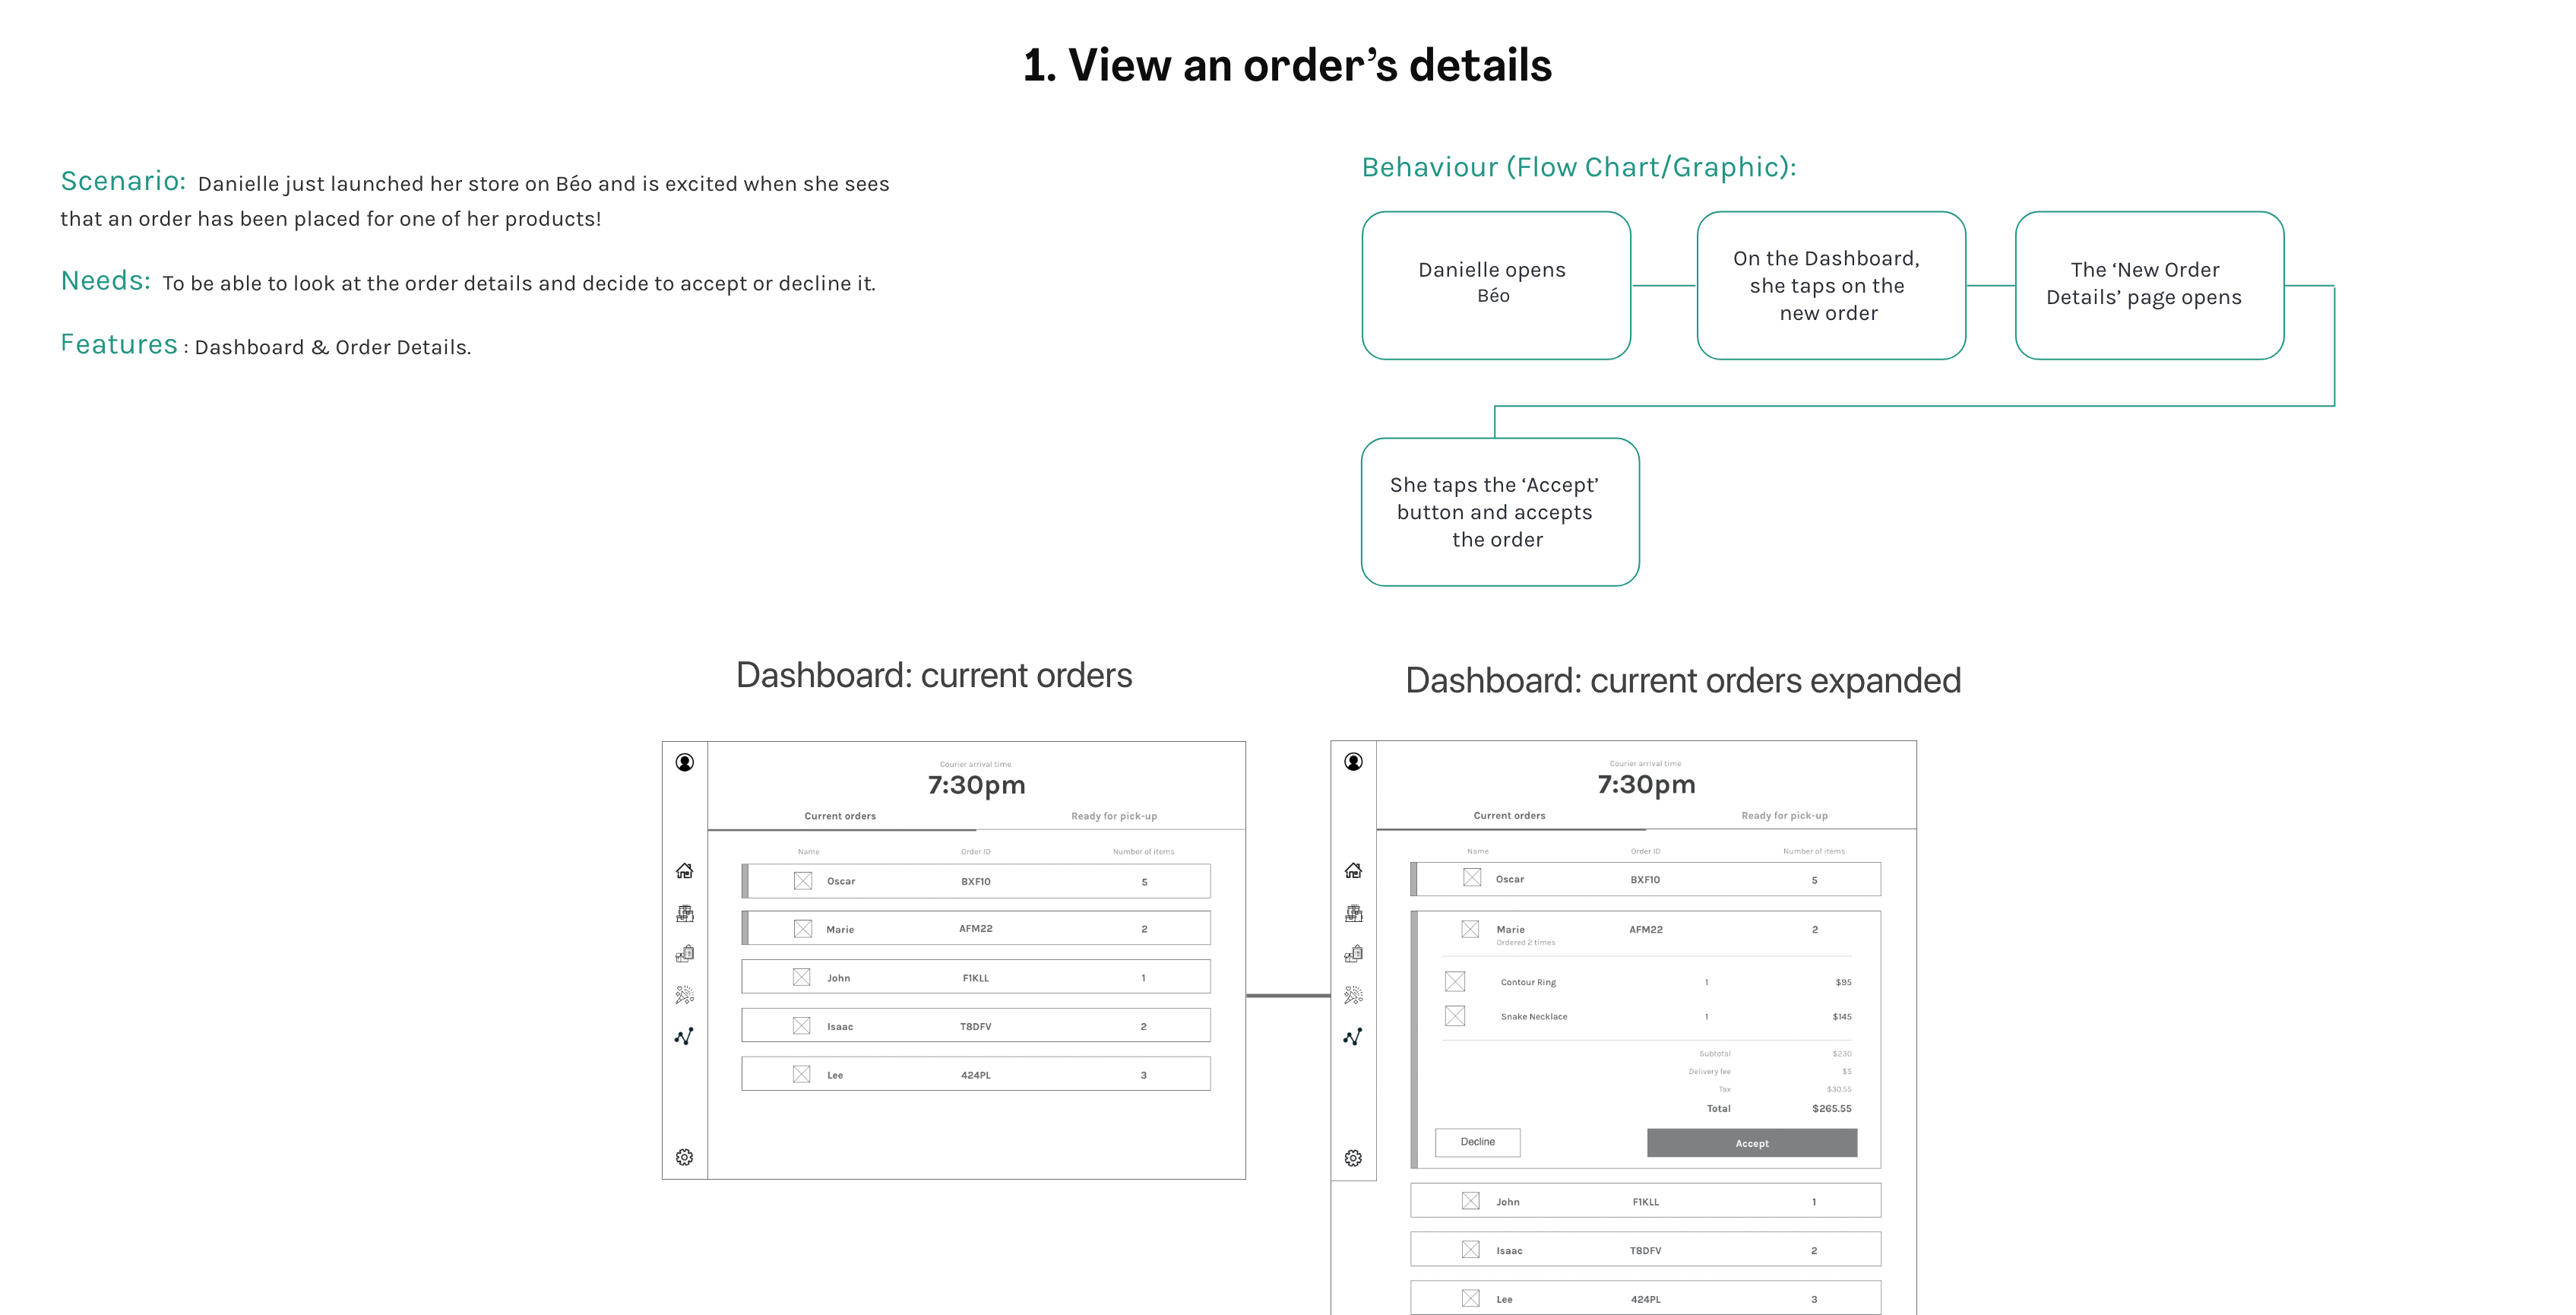 1. View an order’s details
Scenario: Danielle just launched her store on Béo and is excited when she sees
that an order has been placed for one of her products!
Needs: To be able to look at the order details and decide to accept or decline it.
Features : Dashboard & Order Details.
Behaviour (Flow Chart/Graphic):
Danielle opens
Béo
On the Dashboard,
she taps on the
new order
The ‘New Order
Details’ page opens
She taps the ‘Accept’
button and accepts
the order
Dashboard: current orders
Courier arrival time
7:30pm
Current orders Ready for pick-up
Name Order ID Number of items
Oscar BXF10 5
Marie AFM22 2
John F1KLL 1
Isaac T8DFV 2
Lee 424PL 3
Dashboard: current orders expanded
Courier arrival time
7:30pm
Current orders Ready for pick-up
Name Order ID Number of items
Oscar BXF10 5
Marie AFM22 2
Ordered 2 times
Contour Ring 1 $95
Snake Necklace 1 $145
Subtotal $230
Delivery fee $5
Tax $30.55
Total $265.55
Decline Accept
John F1KLL 1
Isaac T8DFV 2
Lee 424PL 3